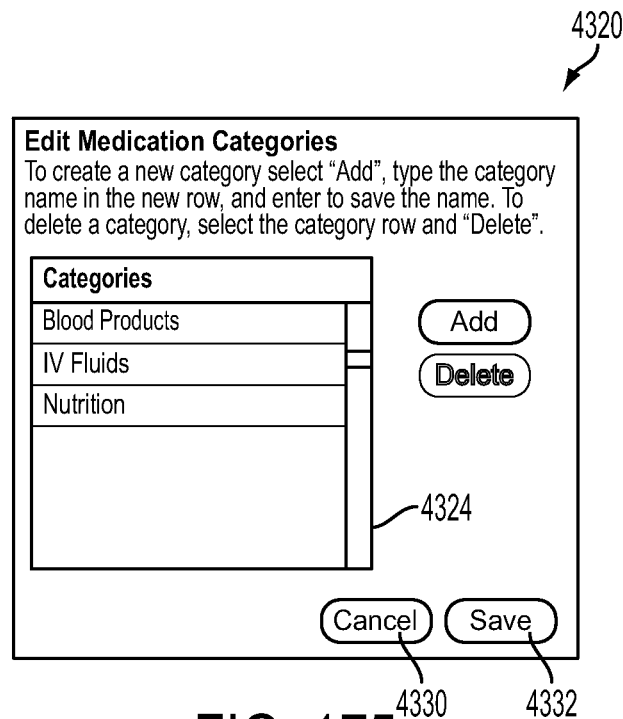 4320
Edit Medication Categories
To create a new category select “Add”, type the category
name in the new row, and enter to save the name. To
delete a category, select the category row and “Delete”.
Categories
Blood Products
IV Fluids
Nutrition
Add
Delete
4324
Cancel
Save
4330
4332